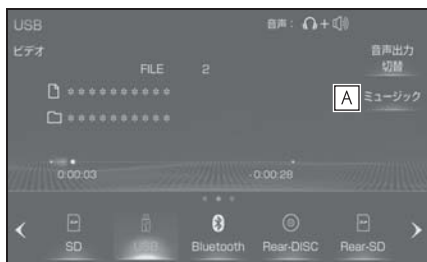 USB
音声: +
ビデオ
音声出力
切替
FILE 2
＊＊＊＊＊＊＊＊＊＊
A
ミュージック
＊＊＊＊＊＊＊＊＊＊
0:00:03
-0:00:28
SD
USB
Bluetooth
Rear-DISC
Rear-SD